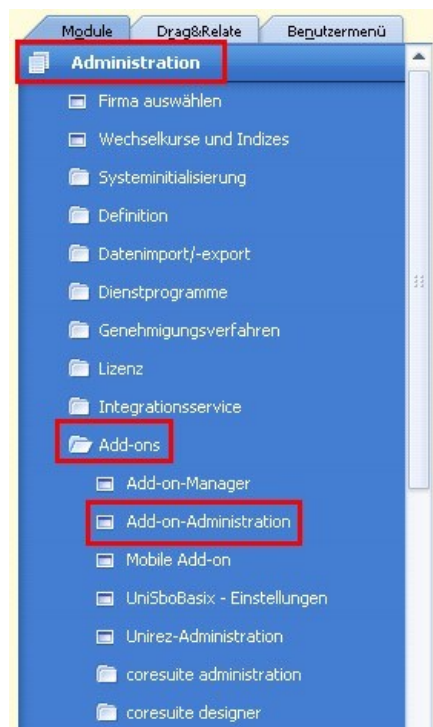 Module Drag&Relate Benutzermenü
Administration
Firma auswählen
Wechselkurse und Indizes
Systeminitialisierung
Definition
Datenimport/-export
Dienstprogramme
Genehmigungsverfahren
Lizenz
Integrationsservice
Add-ons
Add-on-Manager
Add-on-Administration
Mobile Add-on
UniSboBasix - Einstellungen
Unirez-Administration
coresuite administration
coresuite designer